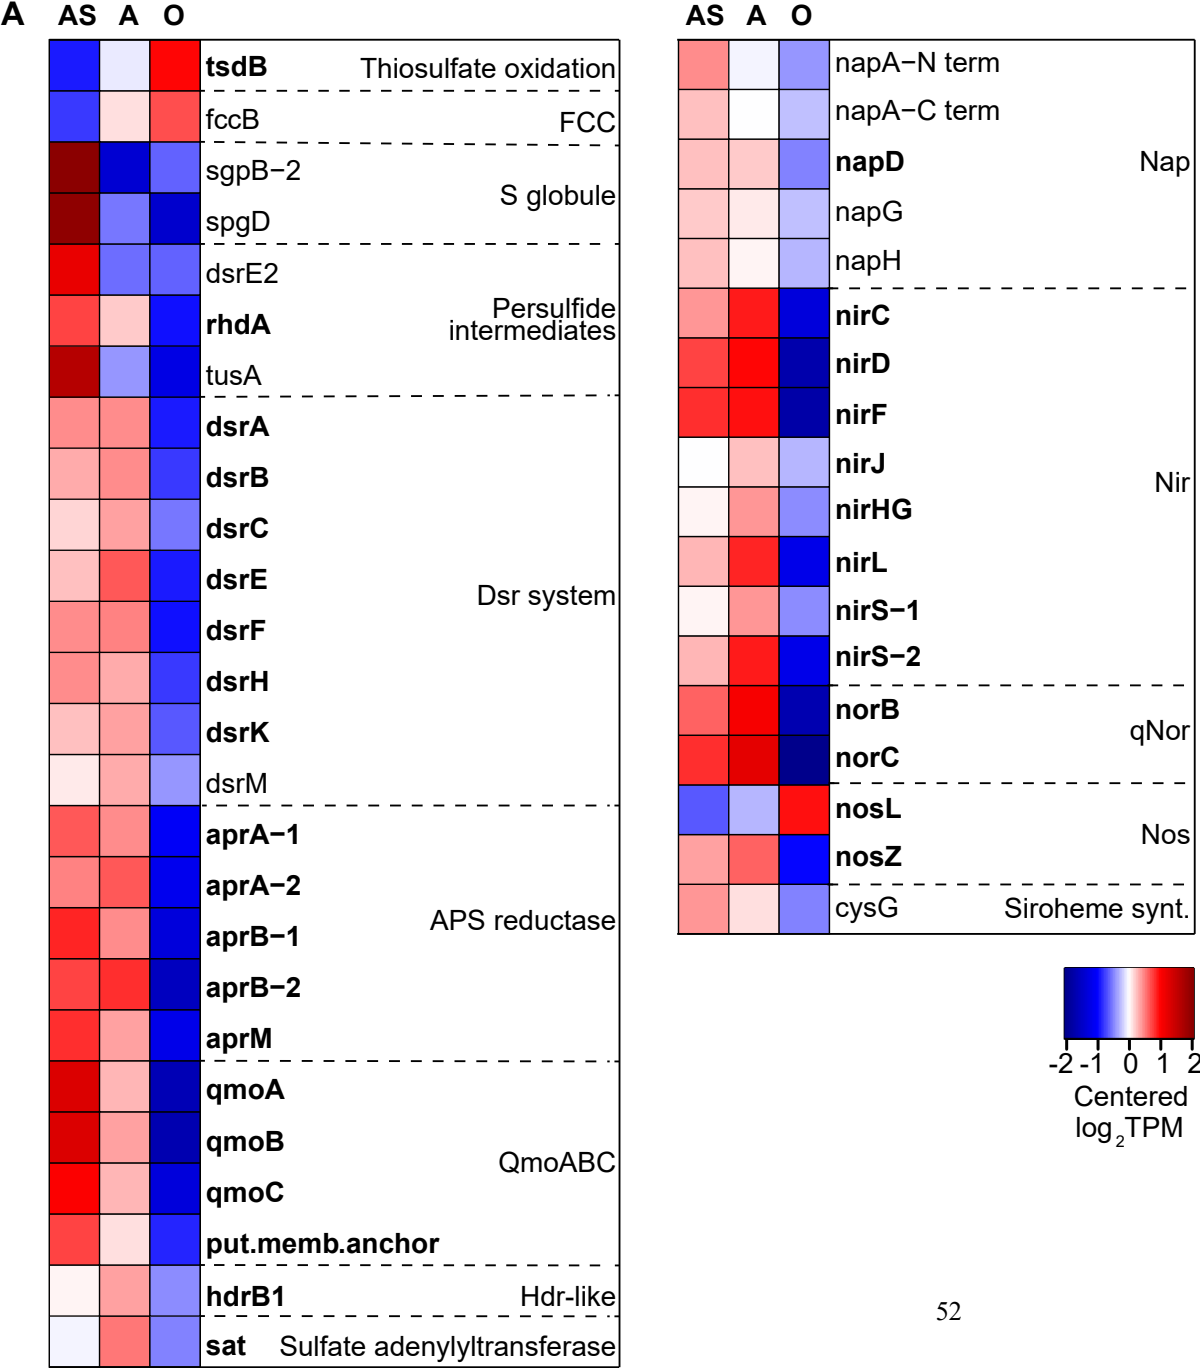 A
AS A O
tsdB Thiosulfate oxidation
fccB FCC
sgpB−2
S globule
spgD
dsrE2
Persulfide
intermediates
rhdA
tusA
dsrA
dsrB
dsrC
dsrE
Dsr system
dsrF
dsrH
dsrK
dsrM
aprA−1
aprA−2
APS reductase
aprB−1
aprB−2
aprM
qmoA
qmoB
QmoABC
qmoC
put.memb.anchor
hdrB1 Hdr-like
sat Sulfate adenylyltransferase
AS A O
napA−N term
napA−C term
napD Nap
napG
napH
nirC
nirD
nirF
nirJ
Nir
nirHG
nirL
nirS−1
nirS−2
norB
qNor
norC
nosL
Nos
nosZ
cysG Siroheme synt.
-2 -1 0 1 2
Centered
log2TPM
52